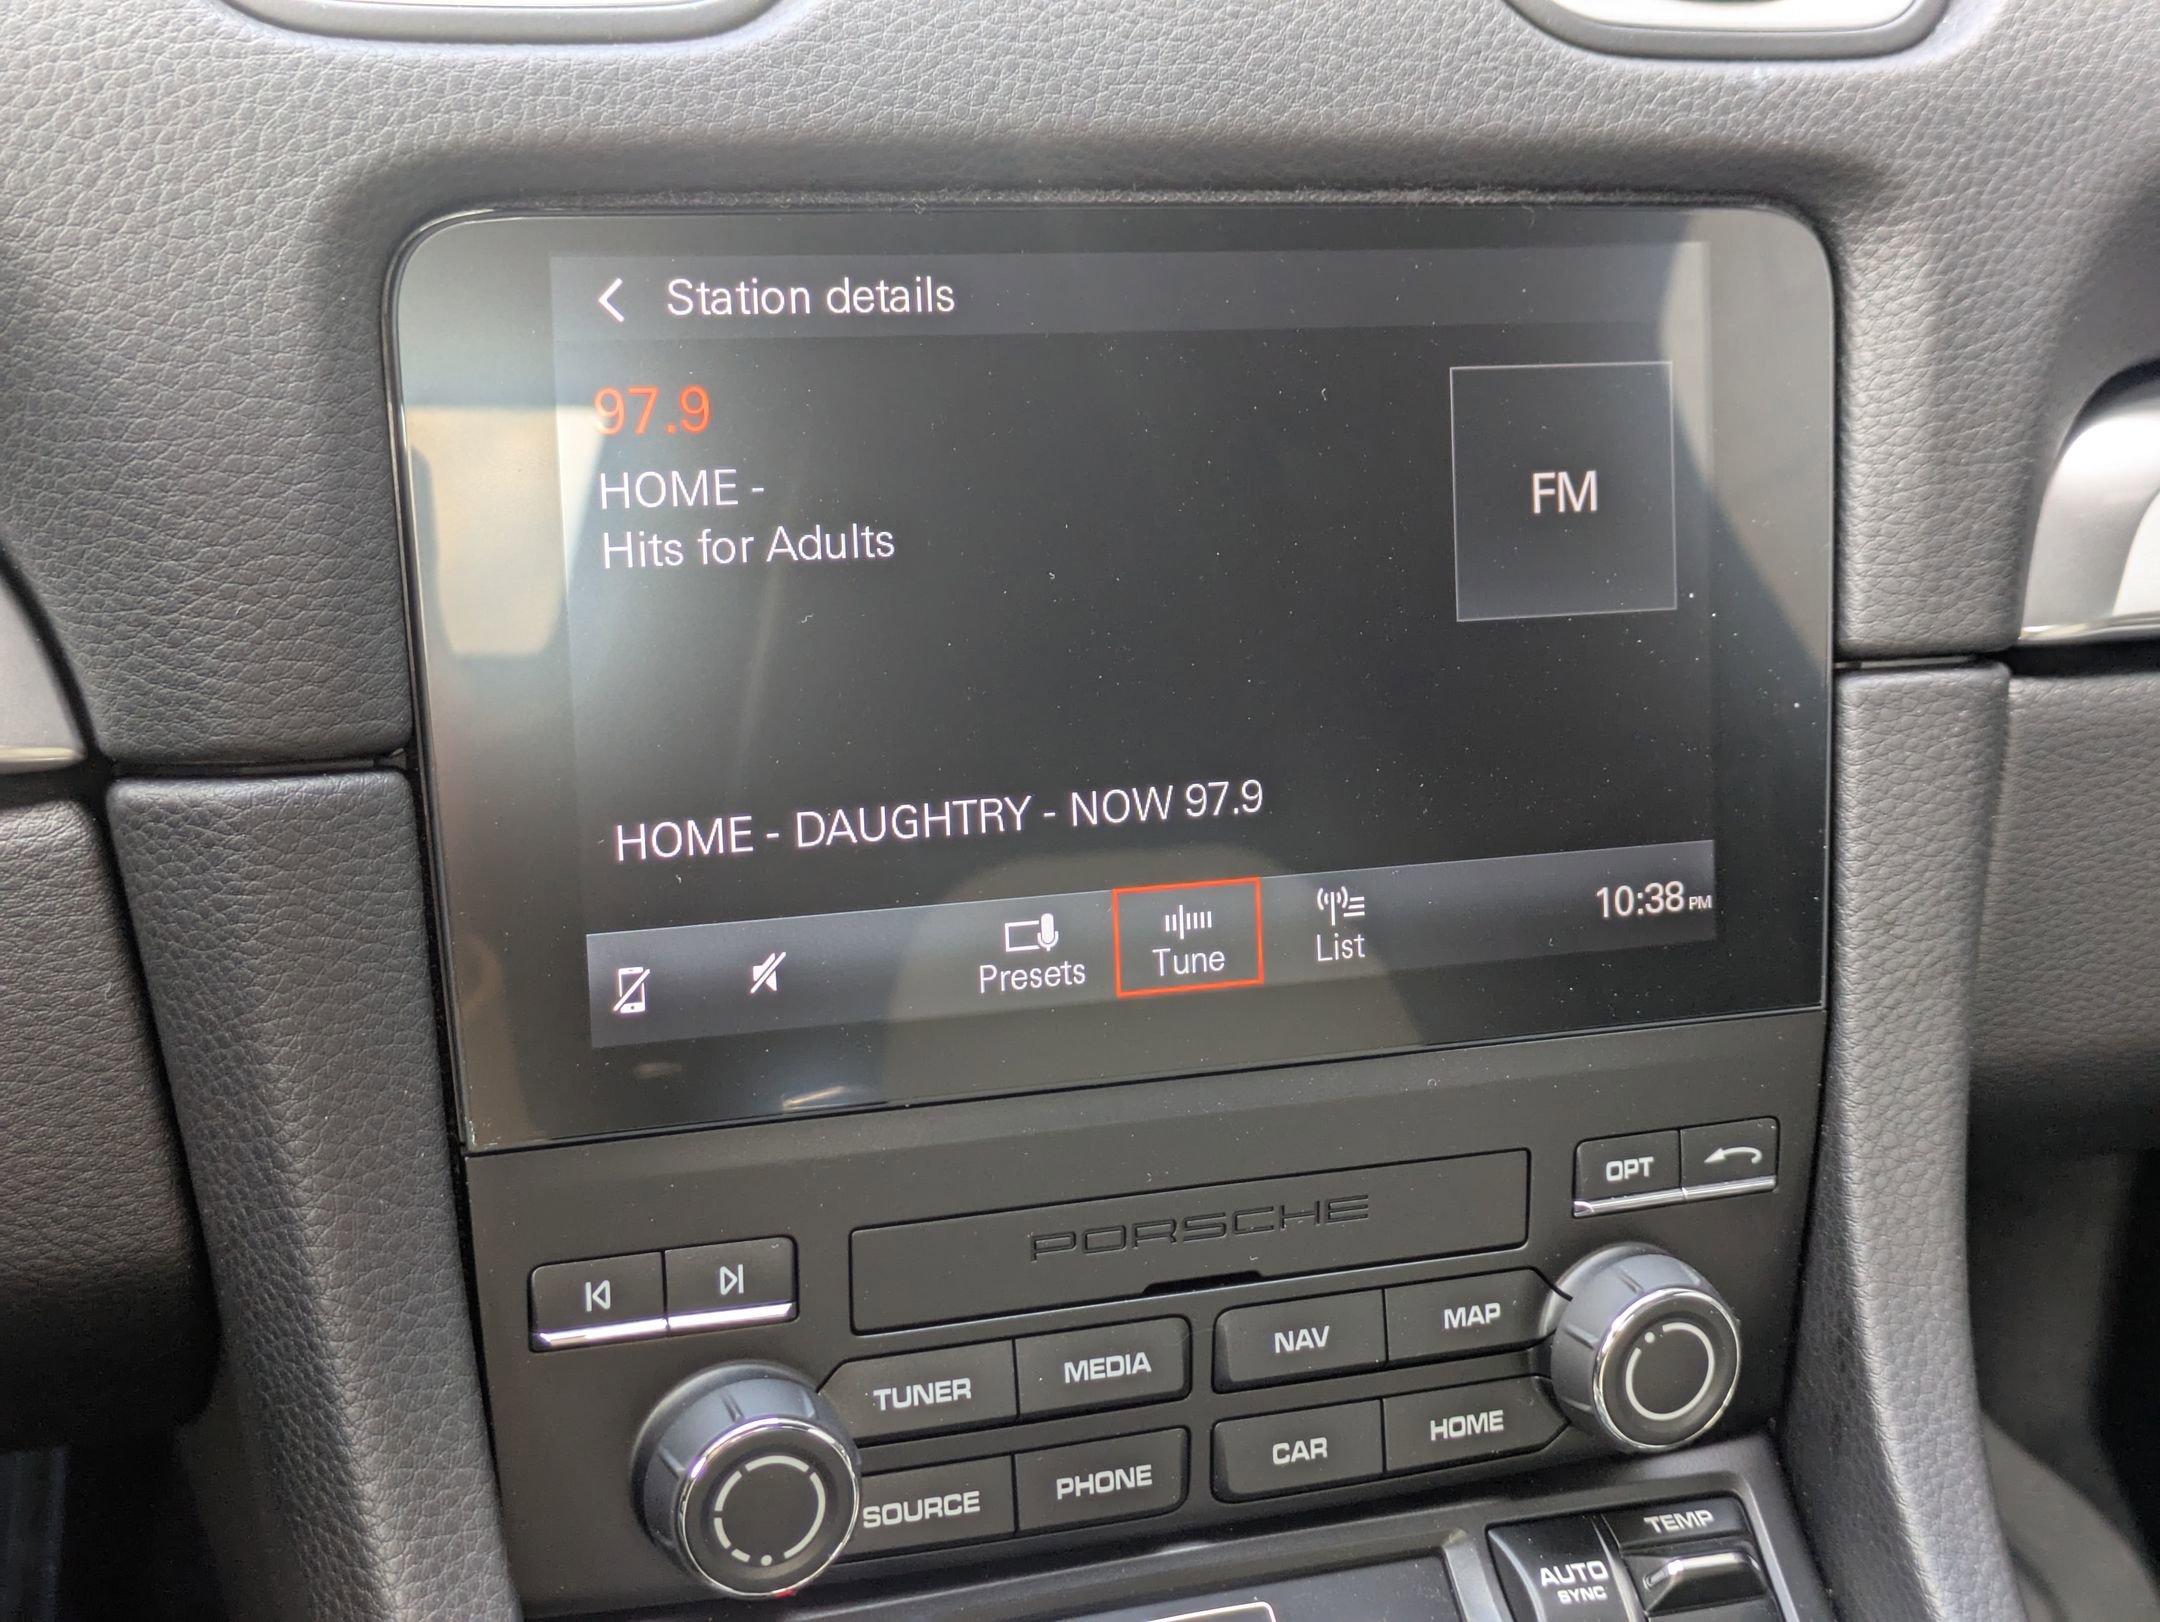 Station details
97.9
HOME -
Hits for Adults
FM
HOME - DAUGHTRY - NOW 97.9
Presets
Tune
List
10:38 PM
OPT
PORSCHE
TUNER
MEDIA
NAV
MAP
SOURCE
PHONE
CAR
HOME
TEMP
AUTO
SYNC